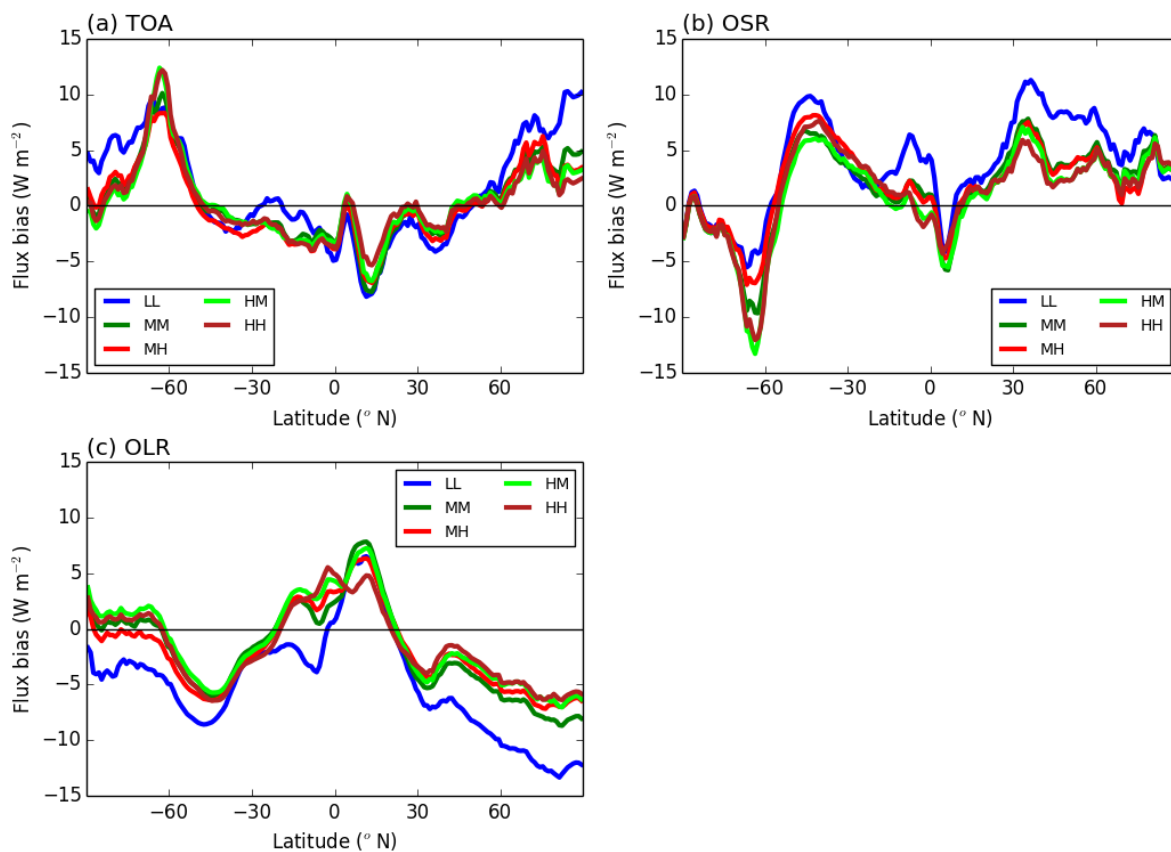 (a) TOA
15
10
5
0
−5
−10
−15
Flux bias (W m−2)
−60 −30 0 30 60
Latitude (° N)
LL HM
MM HH
MH
(b) OSR
15
10
5
0
−5
−10
−15
Flux bias (W m−2)
−60 −30 0 30 60
Latitude (° N)
LL HM
MM HH
MH
(c) OLR
15
10
5
0
−5
−10
−15
Flux bias (W m−2)
−60 −30 0 30 60
Latitude (° N)
LL HM
MM HH
MH